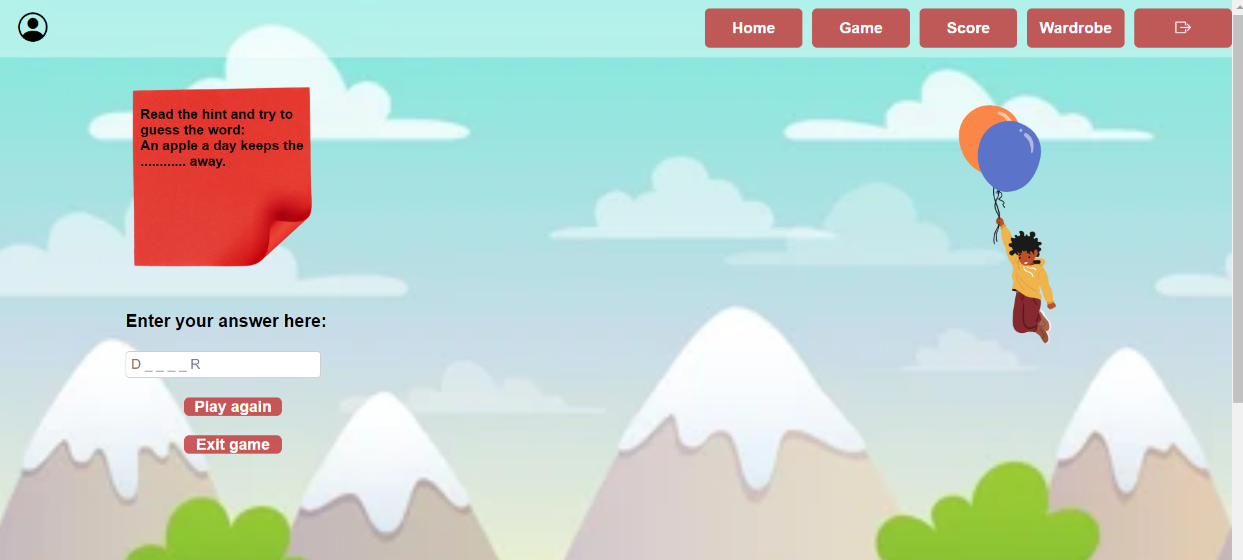 Home Game Score Wardrobe
Read the hint and try to
guess the word:
An apple a day keeps the
............ away.
Enter your answer here:
D _ _ _ _ R
Play again
Exit game